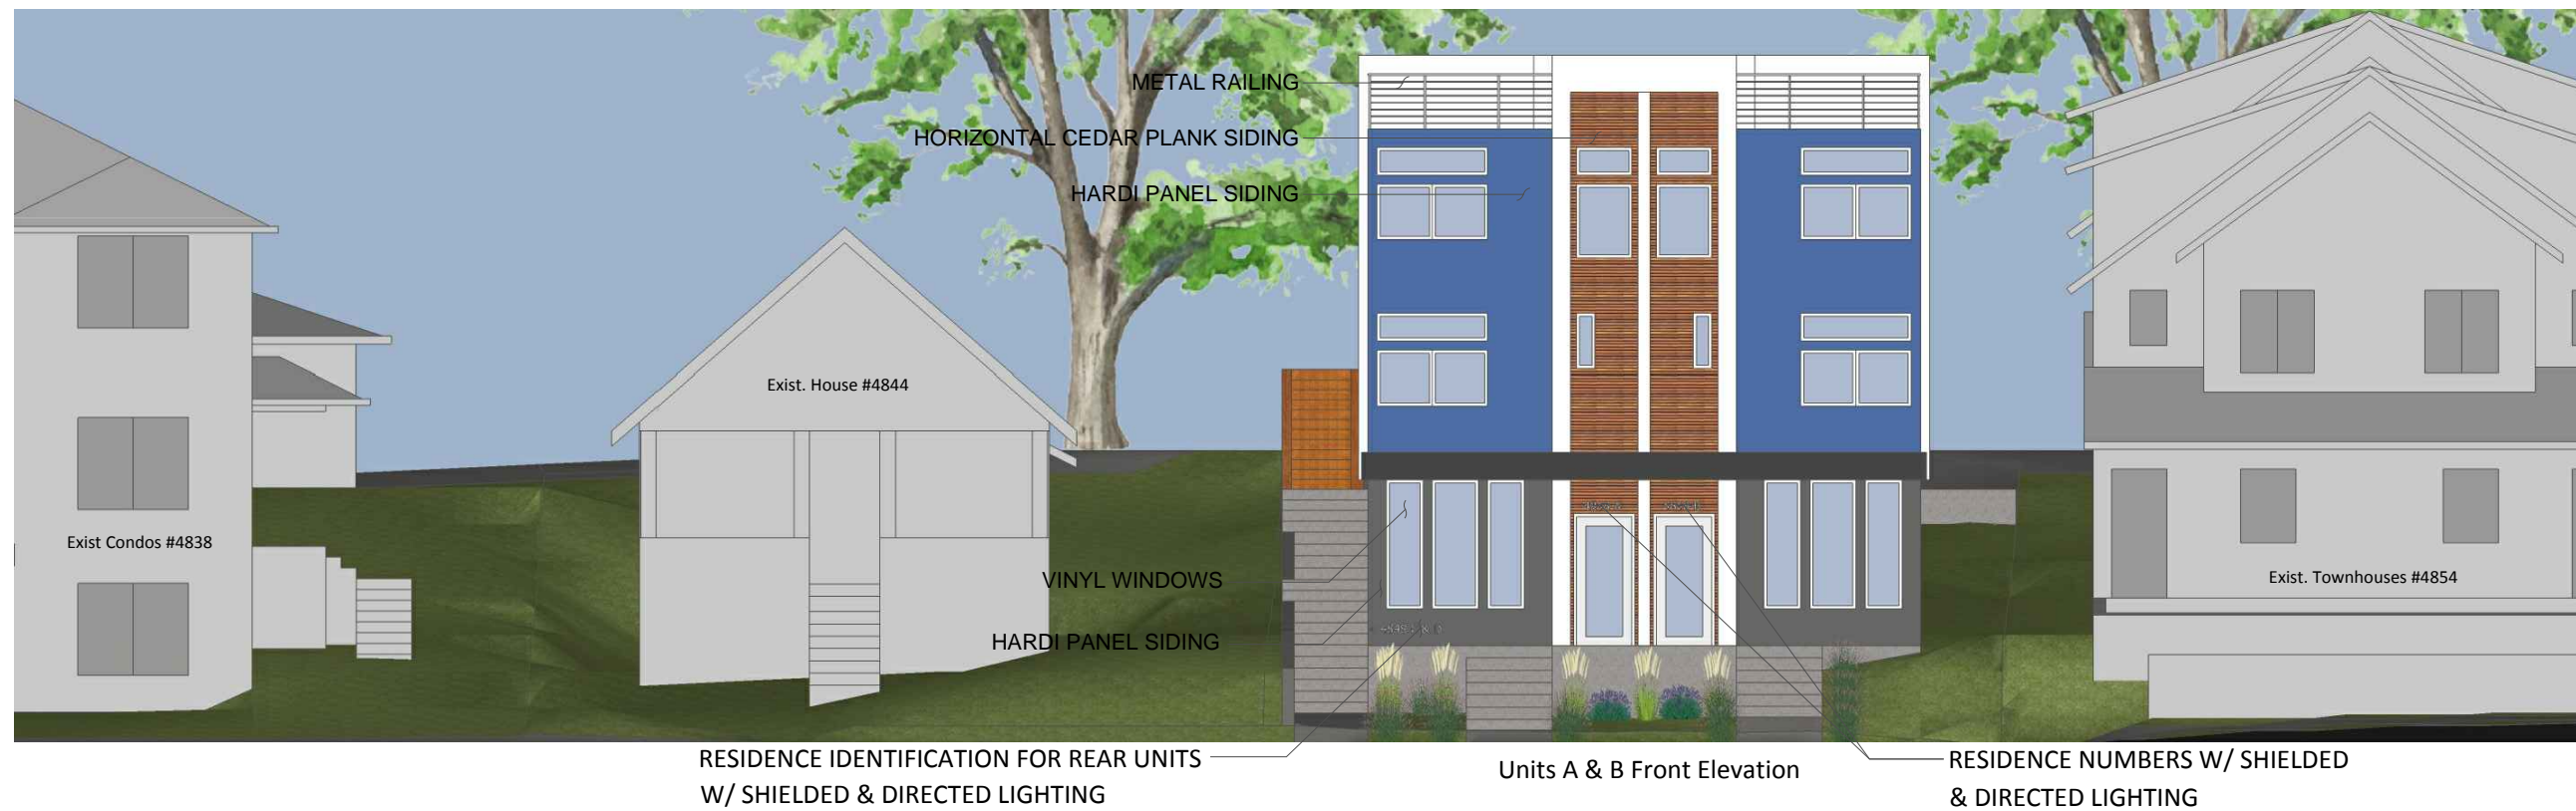 METAL RAILING
HORIZONTAL CEDAR PLANK SIDING
HARDI PANEL SIDING
Exist. House #4844
Exist Condos #4838
VINYL WINDOWS
Exist. Townhouses #4854
HARDI PANEL SIDING
RESIDENCE IDENTIFICATION FOR REAR UNITS
W/ SHIELDED & DIRECTED LIGHTING
Units A & B Front Elevation
RESIDENCE NUMBERS W/ SHIELDED
& DIRECTED LIGHTING